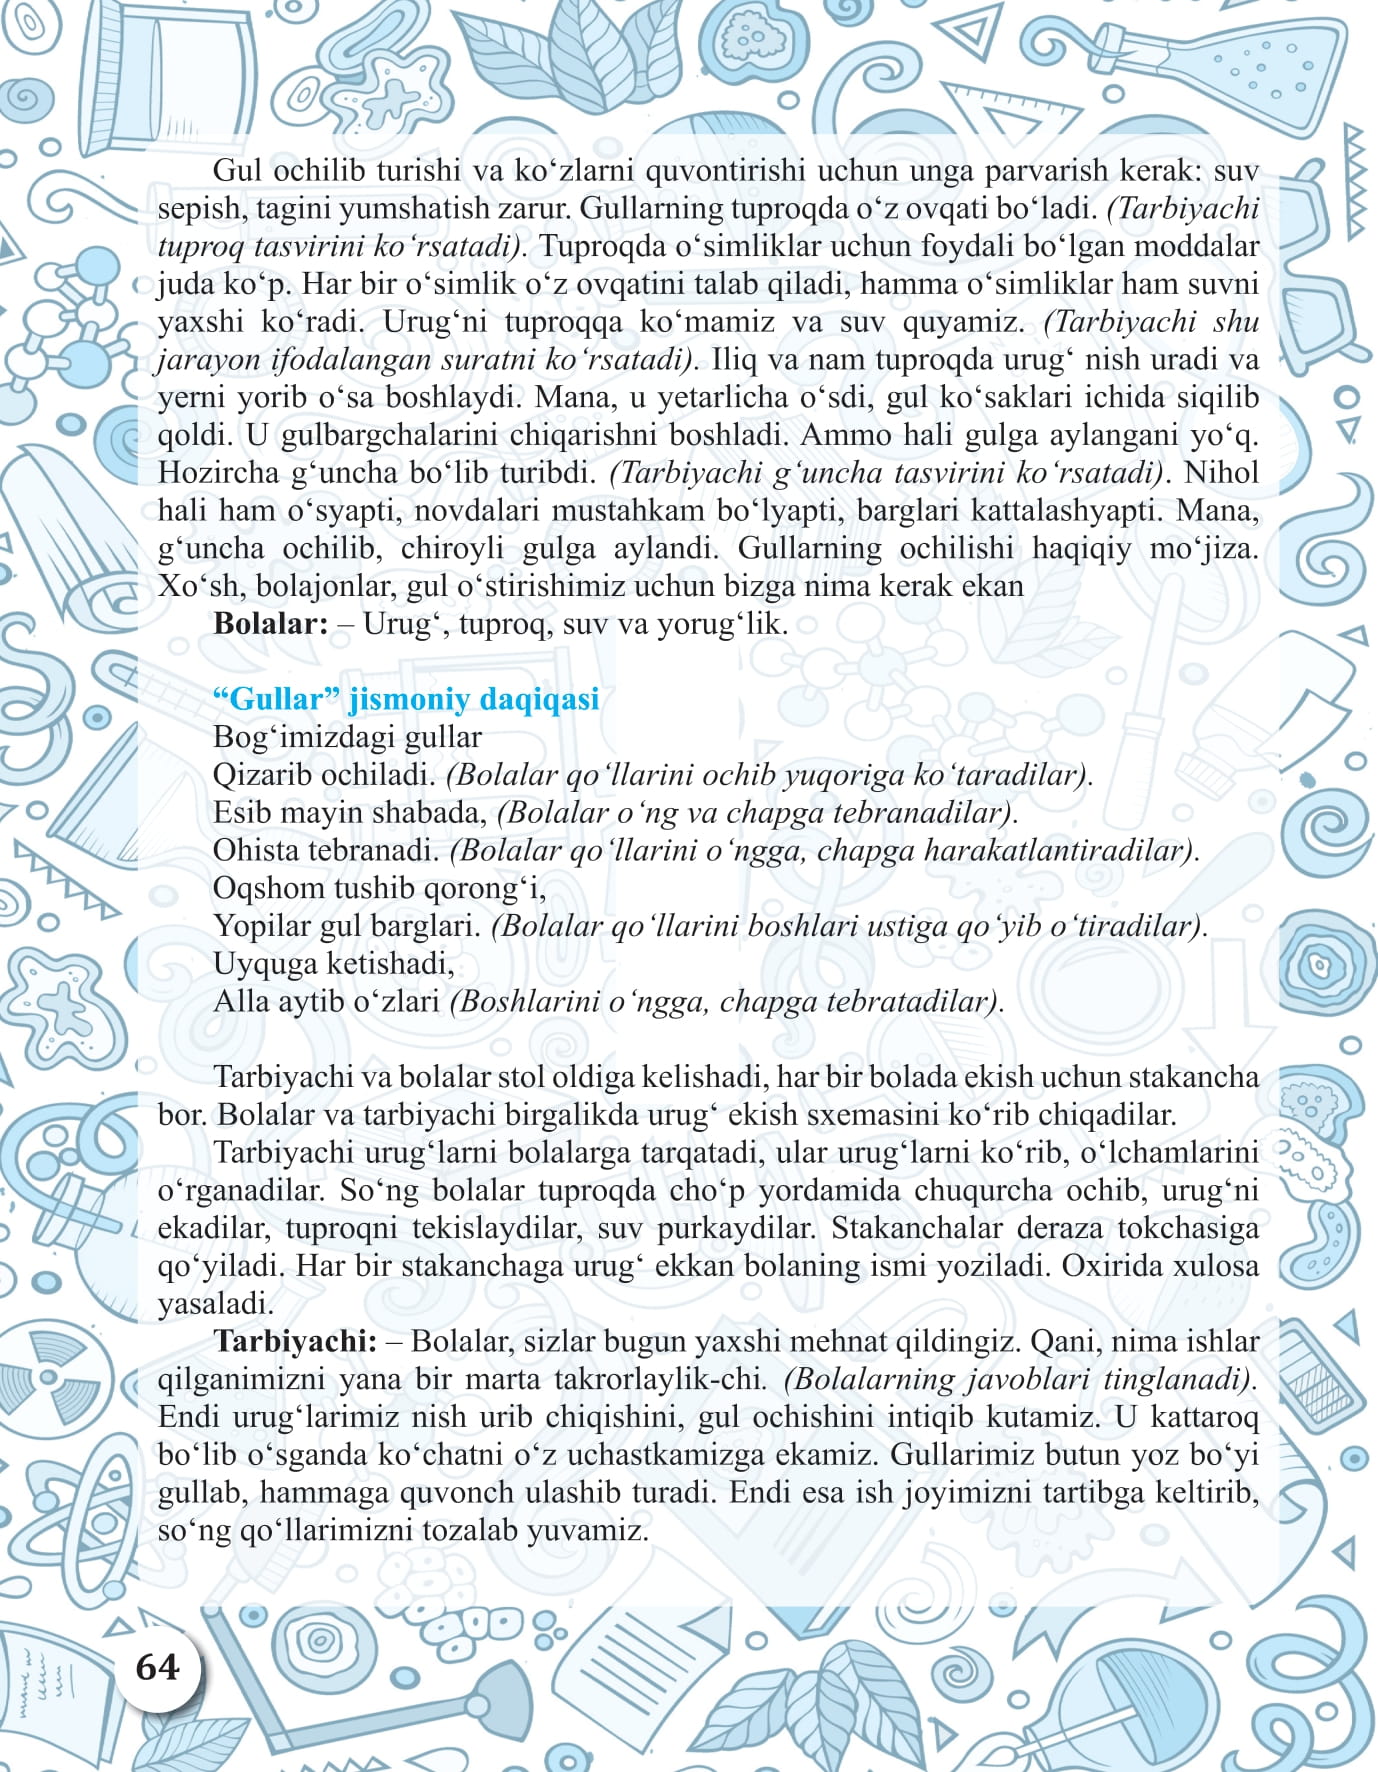 Gul ochilib turishi va ko‘zlarni quvontirishi uchun unga parvarish kerak: suv
sepish, tagini yumshatish zarur. Gullarning tuproqda o‘z ovqati bo‘ladi. (Tarbiyachi
tuproq tasvirini ko‘rsatadi). Tuproqda o‘simliklar uchun foydali bo‘lgan moddalar
juda ko‘p. Har bir o‘simlik o‘z ovqatini talab qiladi, hamma o‘simliklar ham suvni
yaxshi ko‘radi. Urug‘ni tuproqqa ko‘mamiz va suv quyamiz. (Tarbiyachi shu
jarayon ifodalangan suratni ko‘rsatadi). Iliq va nam tuproqda urug‘ nish uradi va
yerni yorib o‘sa boshlaydi. Mana, u yetarlicha o‘sdi, gul ko‘saklari ichida siqilib
qoldi. U gulbargchalarini chiqarishni boshladi. Ammo hali gulga aylangani yo‘q.
Hozircha g‘uncha bo‘lib turibdi. (Tarbiyachi g‘uncha tasvirini ko‘rsatadi). Nihol
hali ham o‘syapti, novdalari mustahkam bo‘lyapti, barglari kattalashyapti. Mana,
g‘uncha ochilib, chiroyli gulga aylandi. Gullarning ochilishi haqiqiy mo‘jiza.
Xo‘sh, bolajonlar, gul o‘stirishimiz uchun bizga nima kerak ekan
Bolalar: – Urug‘, tuproq, suv va yorug‘lik.
“Gullar” jismoniy daqiqasi
Bog‘imizdagi gullar
Qizarib ochiladi. (Bolalar qo‘llarini ochib yuqoriga ko‘taradilar).
Esib mayin shabada, (Bolalar o‘ng va chapga tebranadilar).
Ohista tebranadi. (Bolalar qo‘llarini o‘ngga, chapga harakatlantiradilar).
Oqshom tushib qorong‘i,
Yopilar gul barglari. (Bolalar qo‘llarini boshlari ustiga qo‘yib o‘tiradilar).
Uyquga ketishadi,
Alla aytib o‘zlari (Boshlarini o‘ngga, chapga tebratadilar).
Tarbiyachi va bolalar stol oldiga kelishadi, har bir bolada ekish uchun stakancha
bor. Bolalar va tarbiyachi birgalikda urug‘ ekish sxemasini ko‘rib chiqadilar.
Tarbiyachi urug‘larni bolalarga tarqatadi, ular urug‘larni ko‘rib, o‘lchamlarini
o‘rganadilar. So‘ng bolalar tuproqda cho‘p yordamida chuqurcha ochib, urug‘ni
ekadilar, tuproqni tekislaydilar, suv purkaydilar. Stakanchalar deraza tokchasiga
qo‘yiladi. Har bir stakanchaga urug‘ ekkan bolaning ismi yoziladi. Oxirida xulosa
yasaladi.
Tarbiyachi: – Bolalar, sizlar bugun yaxshi mehnat qildingiz. Qani, nima ishlar
qilganimizni yana bir marta takrorlaylik-chi. (Bolalarning javoblari tinglanadi).
Endi urug‘larimiz nish urib chiqishini, gul ochishini intiqib kutamiz. U kattaroq
bo‘lib o‘sganda ko‘chatni o‘z uchastkamizga ekamiz. Gullarimiz butun yoz bo‘yi
gullab, hammaga quvonch ulashib turadi. Endi esa ish joyimizni tartibga keltirib,
so‘ng qo‘llarimizni tozalab yuvamiz.
64